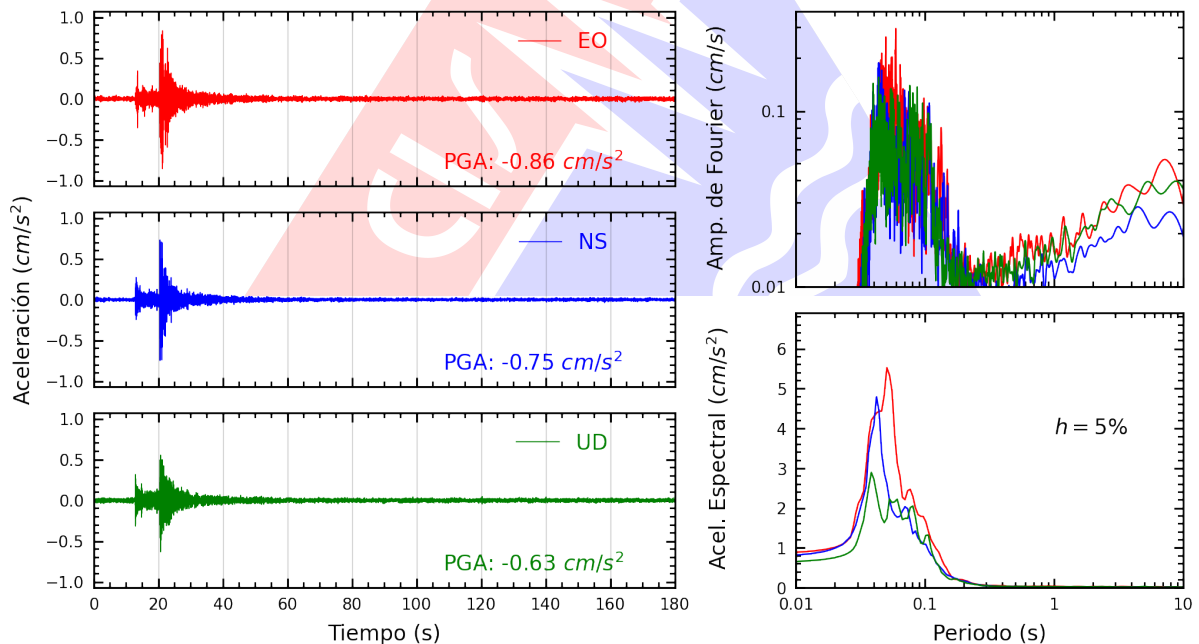 Aceleración (cm/s²)
1.0
0.5
0.0
−0.5
−1.0
EO
PGA: -0.86 cm/s²
1.0
0.5
0.0
−0.5
−1.0
NS
PGA: -0.75 cm/s²
1.0
0.5
0.0
−0.5
−1.0
UD
PGA: -0.63 cm/s²
0 20 40 60 80 100 120 140 160 180
Tiempo (s)
Amp. de Fourier (cm/s)
0.1
0.01
Acel. Espectral (cm/s²)
6
5
4
3
2
1
0
h = 5%
0.01 0.1 1 10
Periodo (s)